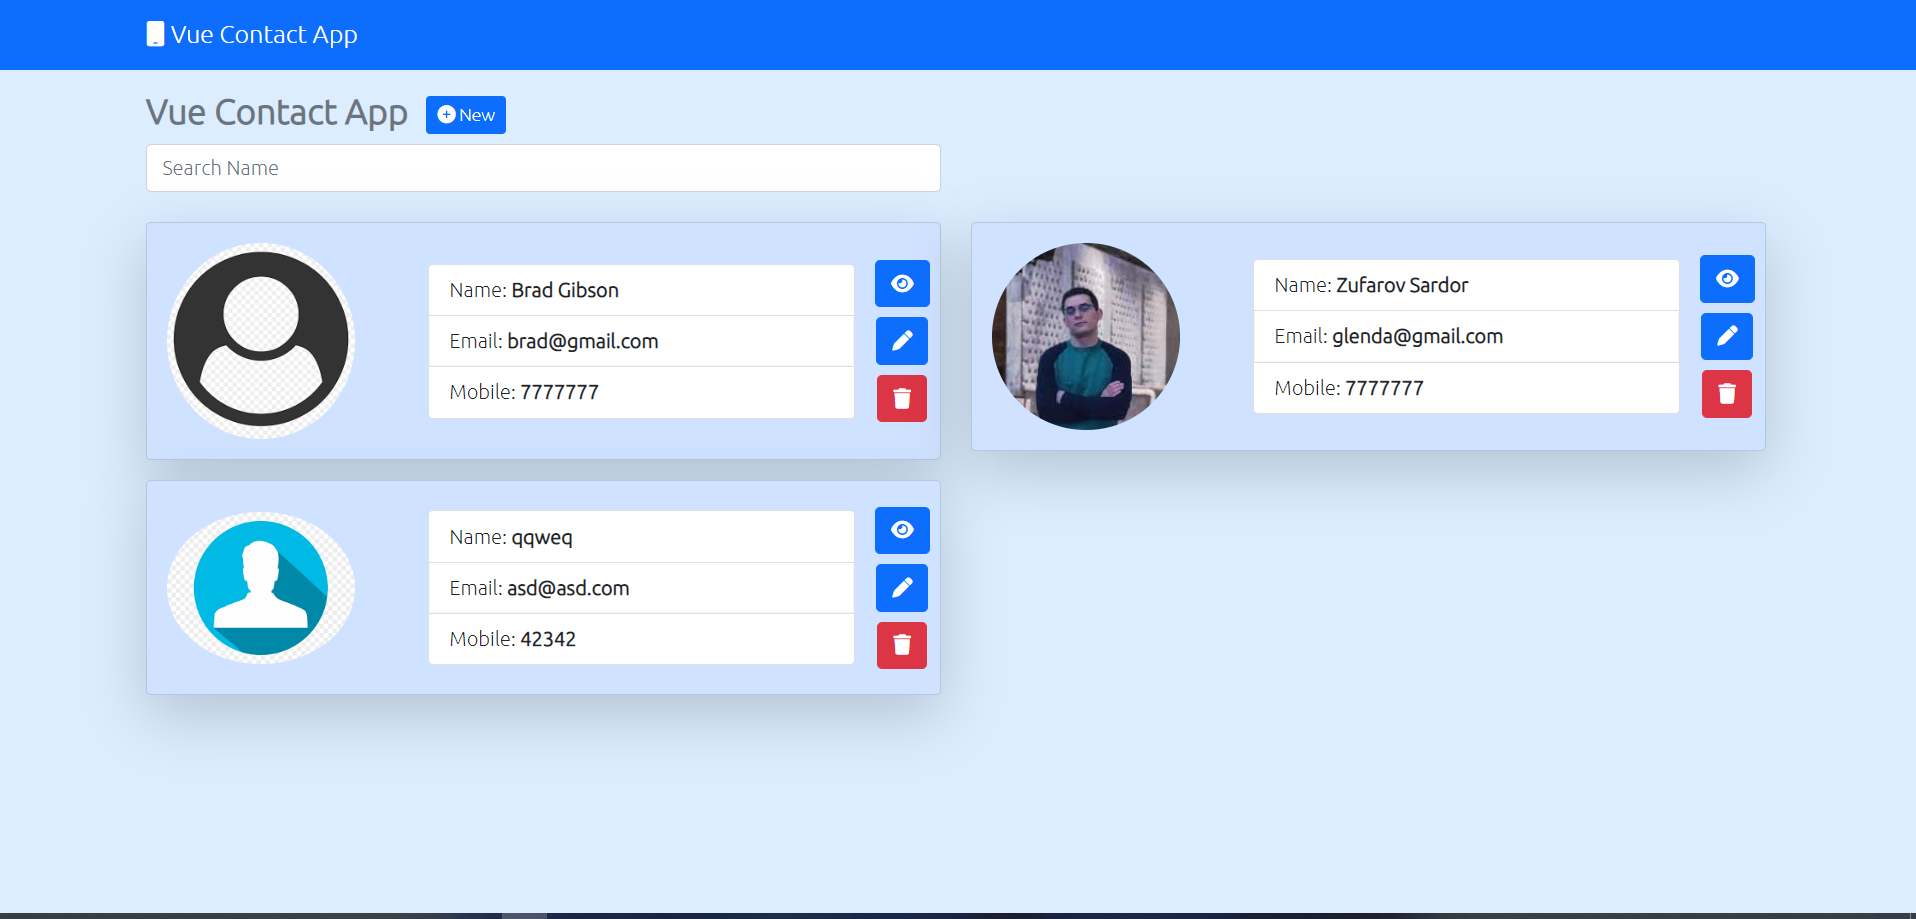 Vue Contact App
Vue Contact App
New
Search Name
Name: Brad Gibson
Email: brad@gmail.com
Mobile: 7777777
Name: Zufarov Sardor
Email: glenda@gmail.com
Mobile: 7777777
Name: qqweq
Email: asd@asd.com
Mobile: 42342